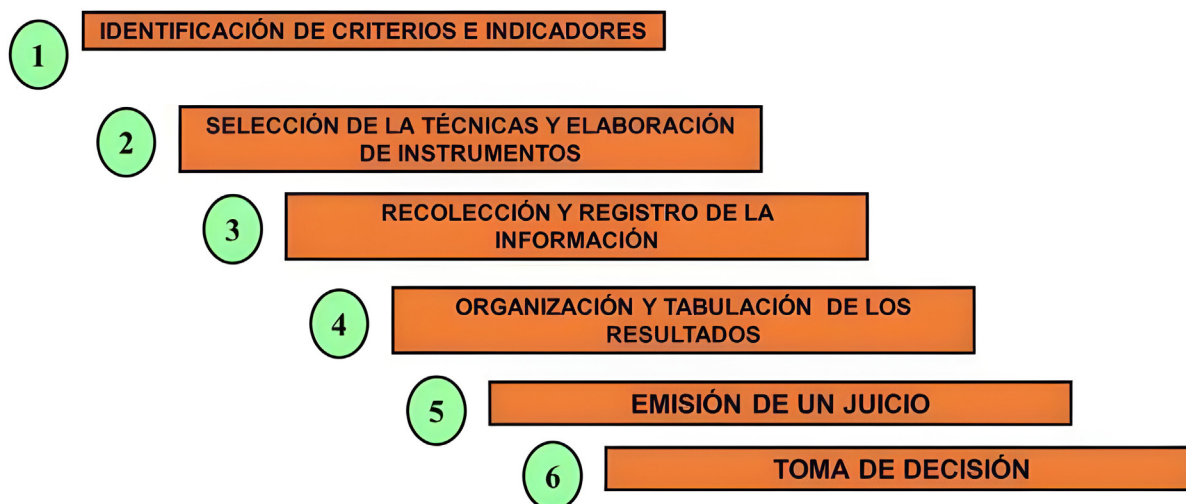 1
IDENTIFICACIÓN DE CRITERIOS E INDICADORES
2
SELECCIÓN DE LA TÉCNICAS Y ELABORACIÓN
DE INSTRUMENTOS
3
RECOLECCIÓN Y REGISTRO DE LA
INFORMACIÓN
4
ORGANIZACIÓN Y TABULACIÓN DE LOS
RESULTADOS
5
EMISIÓN DE UN JUICIO
6
TOMA DE DECISIÓN